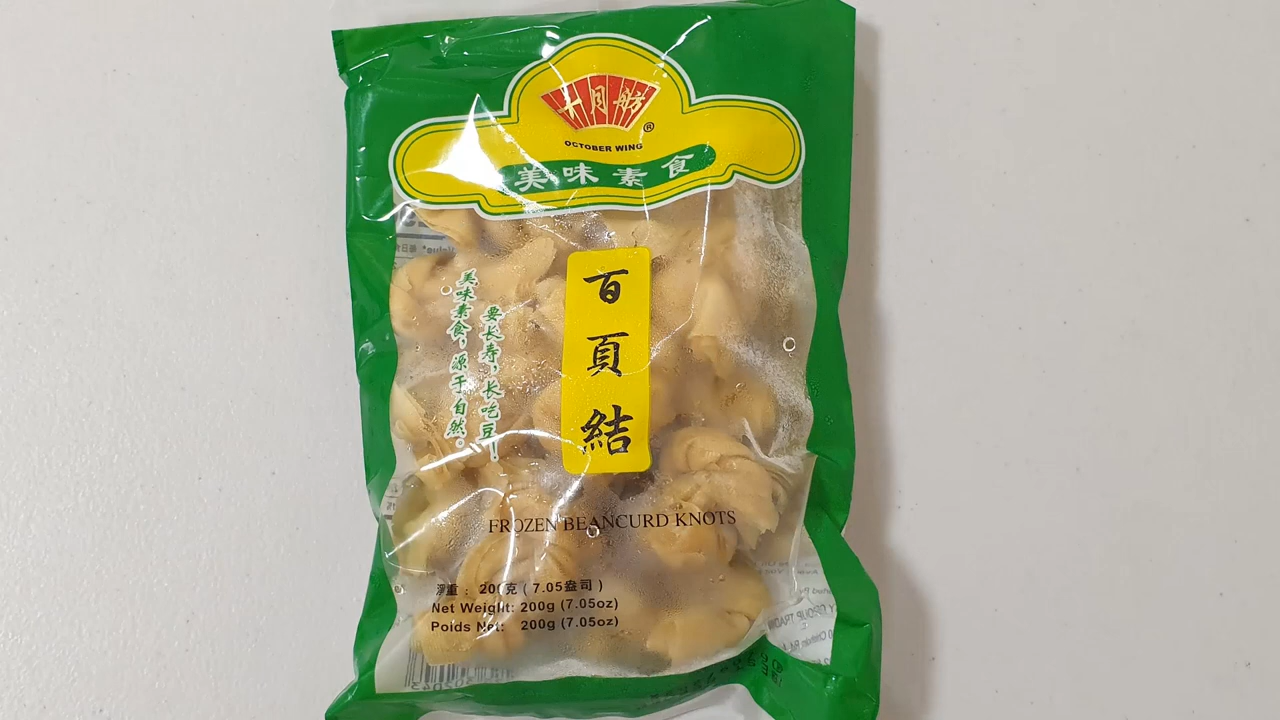 十月舫
®
OCTOBER WING
美味素食
百頁結
要长寿，长吃豆！
美味素食，源于自然。
FROZEN BEANCURD KNOTS
淨重： 200克 ( 7.05盎司 )
Net Weight: 200g (7.05oz)
Poids Net: 200g (7.05oz)